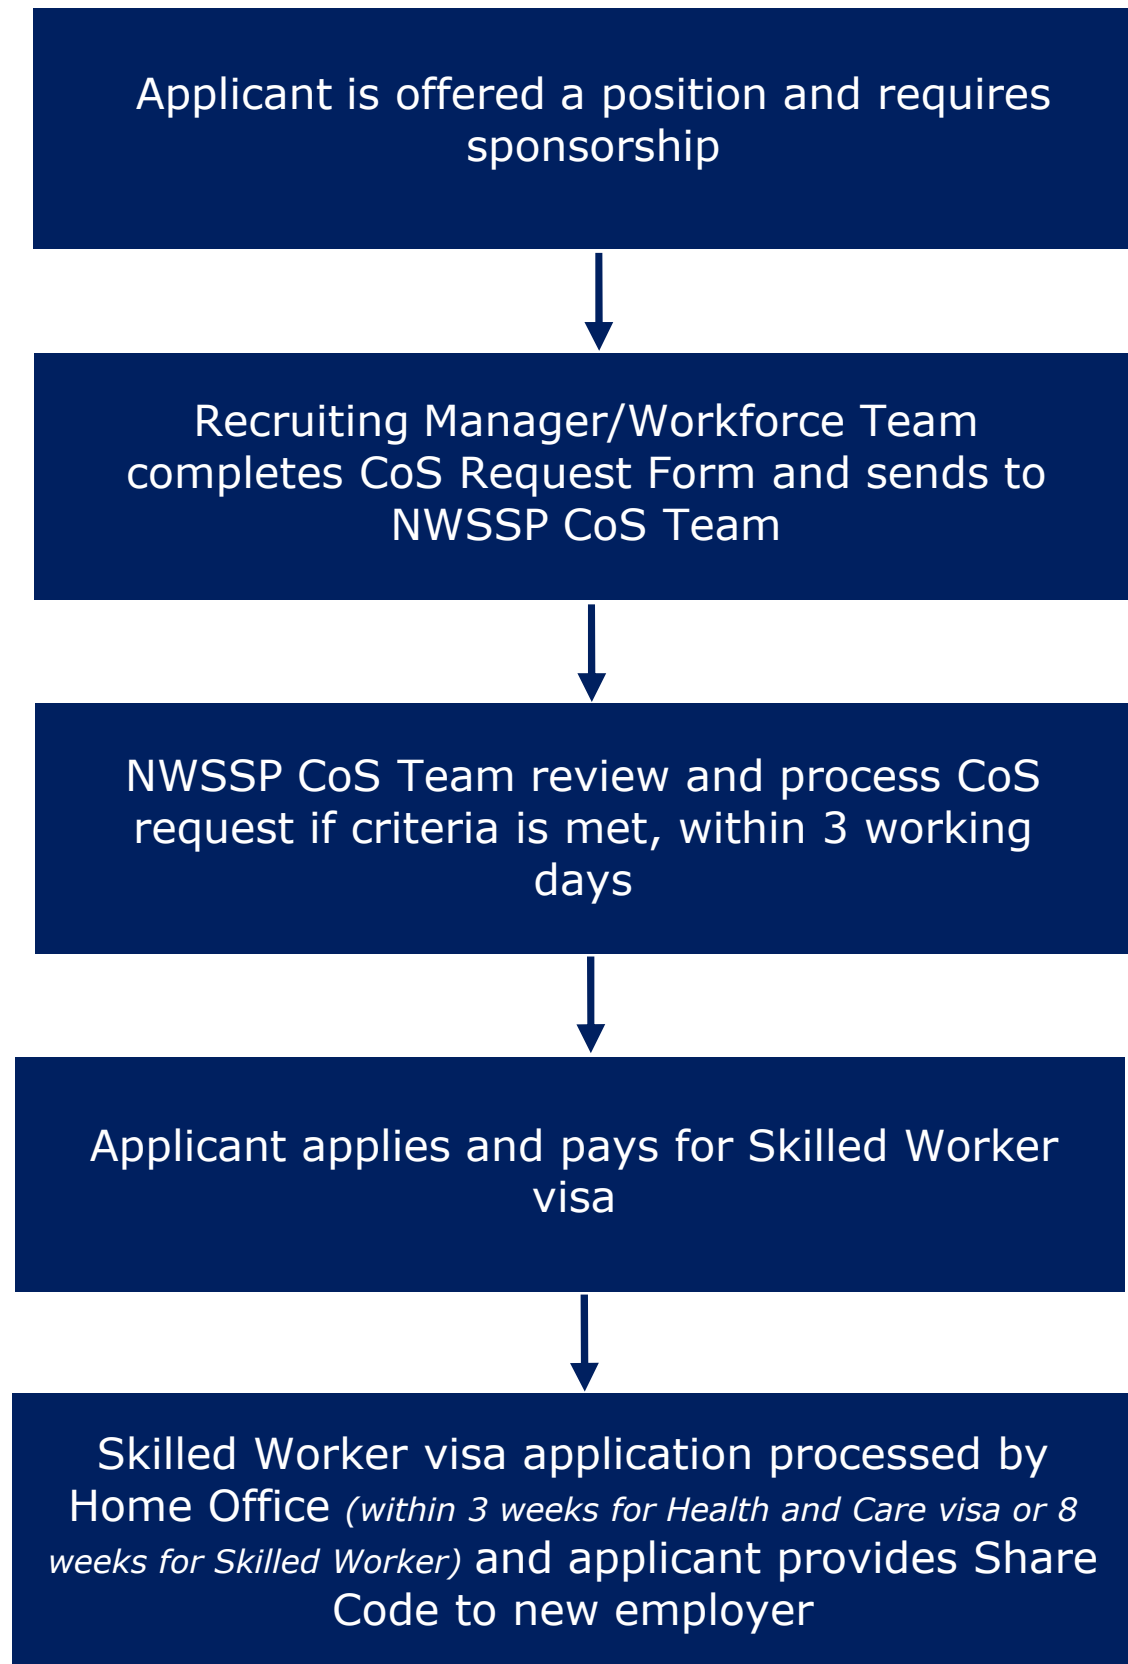 Applicant is offered a position and requires
sponsorship
Recruiting Manager/Workforce Team
completes CoS Request Form and sends to
NWSSP CoS Team
NWSSP CoS Team review and process CoS
request if criteria is met, within 3 working
days
Applicant applies and pays for Skilled Worker
visa
Skilled Worker visa application processed by
Home Office (within 3 weeks for Health and Care visa or 8
weeks for Skilled Worker) and applicant provides Share
Code to new employer